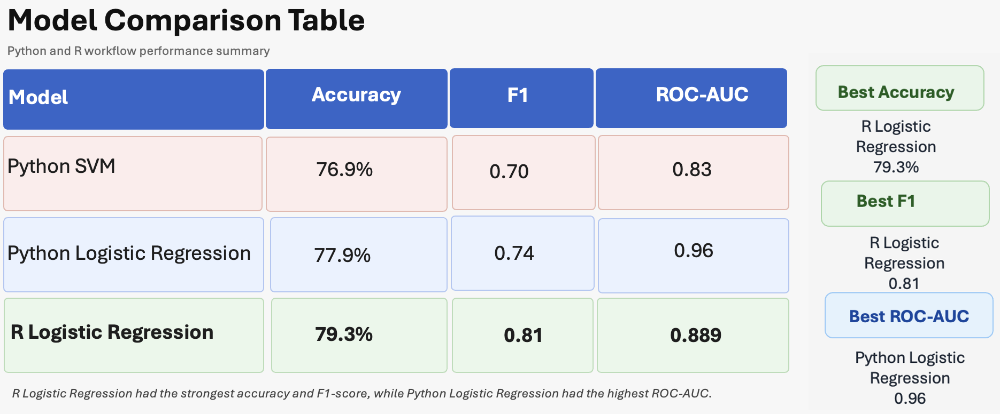 Model Comparison Table
Python and R workflow performance summary
Model Accuracy F1 ROC-AUC
Python SVM 76.9% 0.70 0.83
Python Logistic Regression 77.9% 0.74 0.96
R Logistic Regression 79.3% 0.81 0.889
R Logistic Regression had the strongest accuracy and F1-score, while Python Logistic Regression had the highest ROC-AUC.
Best Accuracy
R Logistic
Regression
79.3%
Best F1
R Logistic
Regression
0.81
Best ROC-AUC
Python Logistic
Regression
0.96